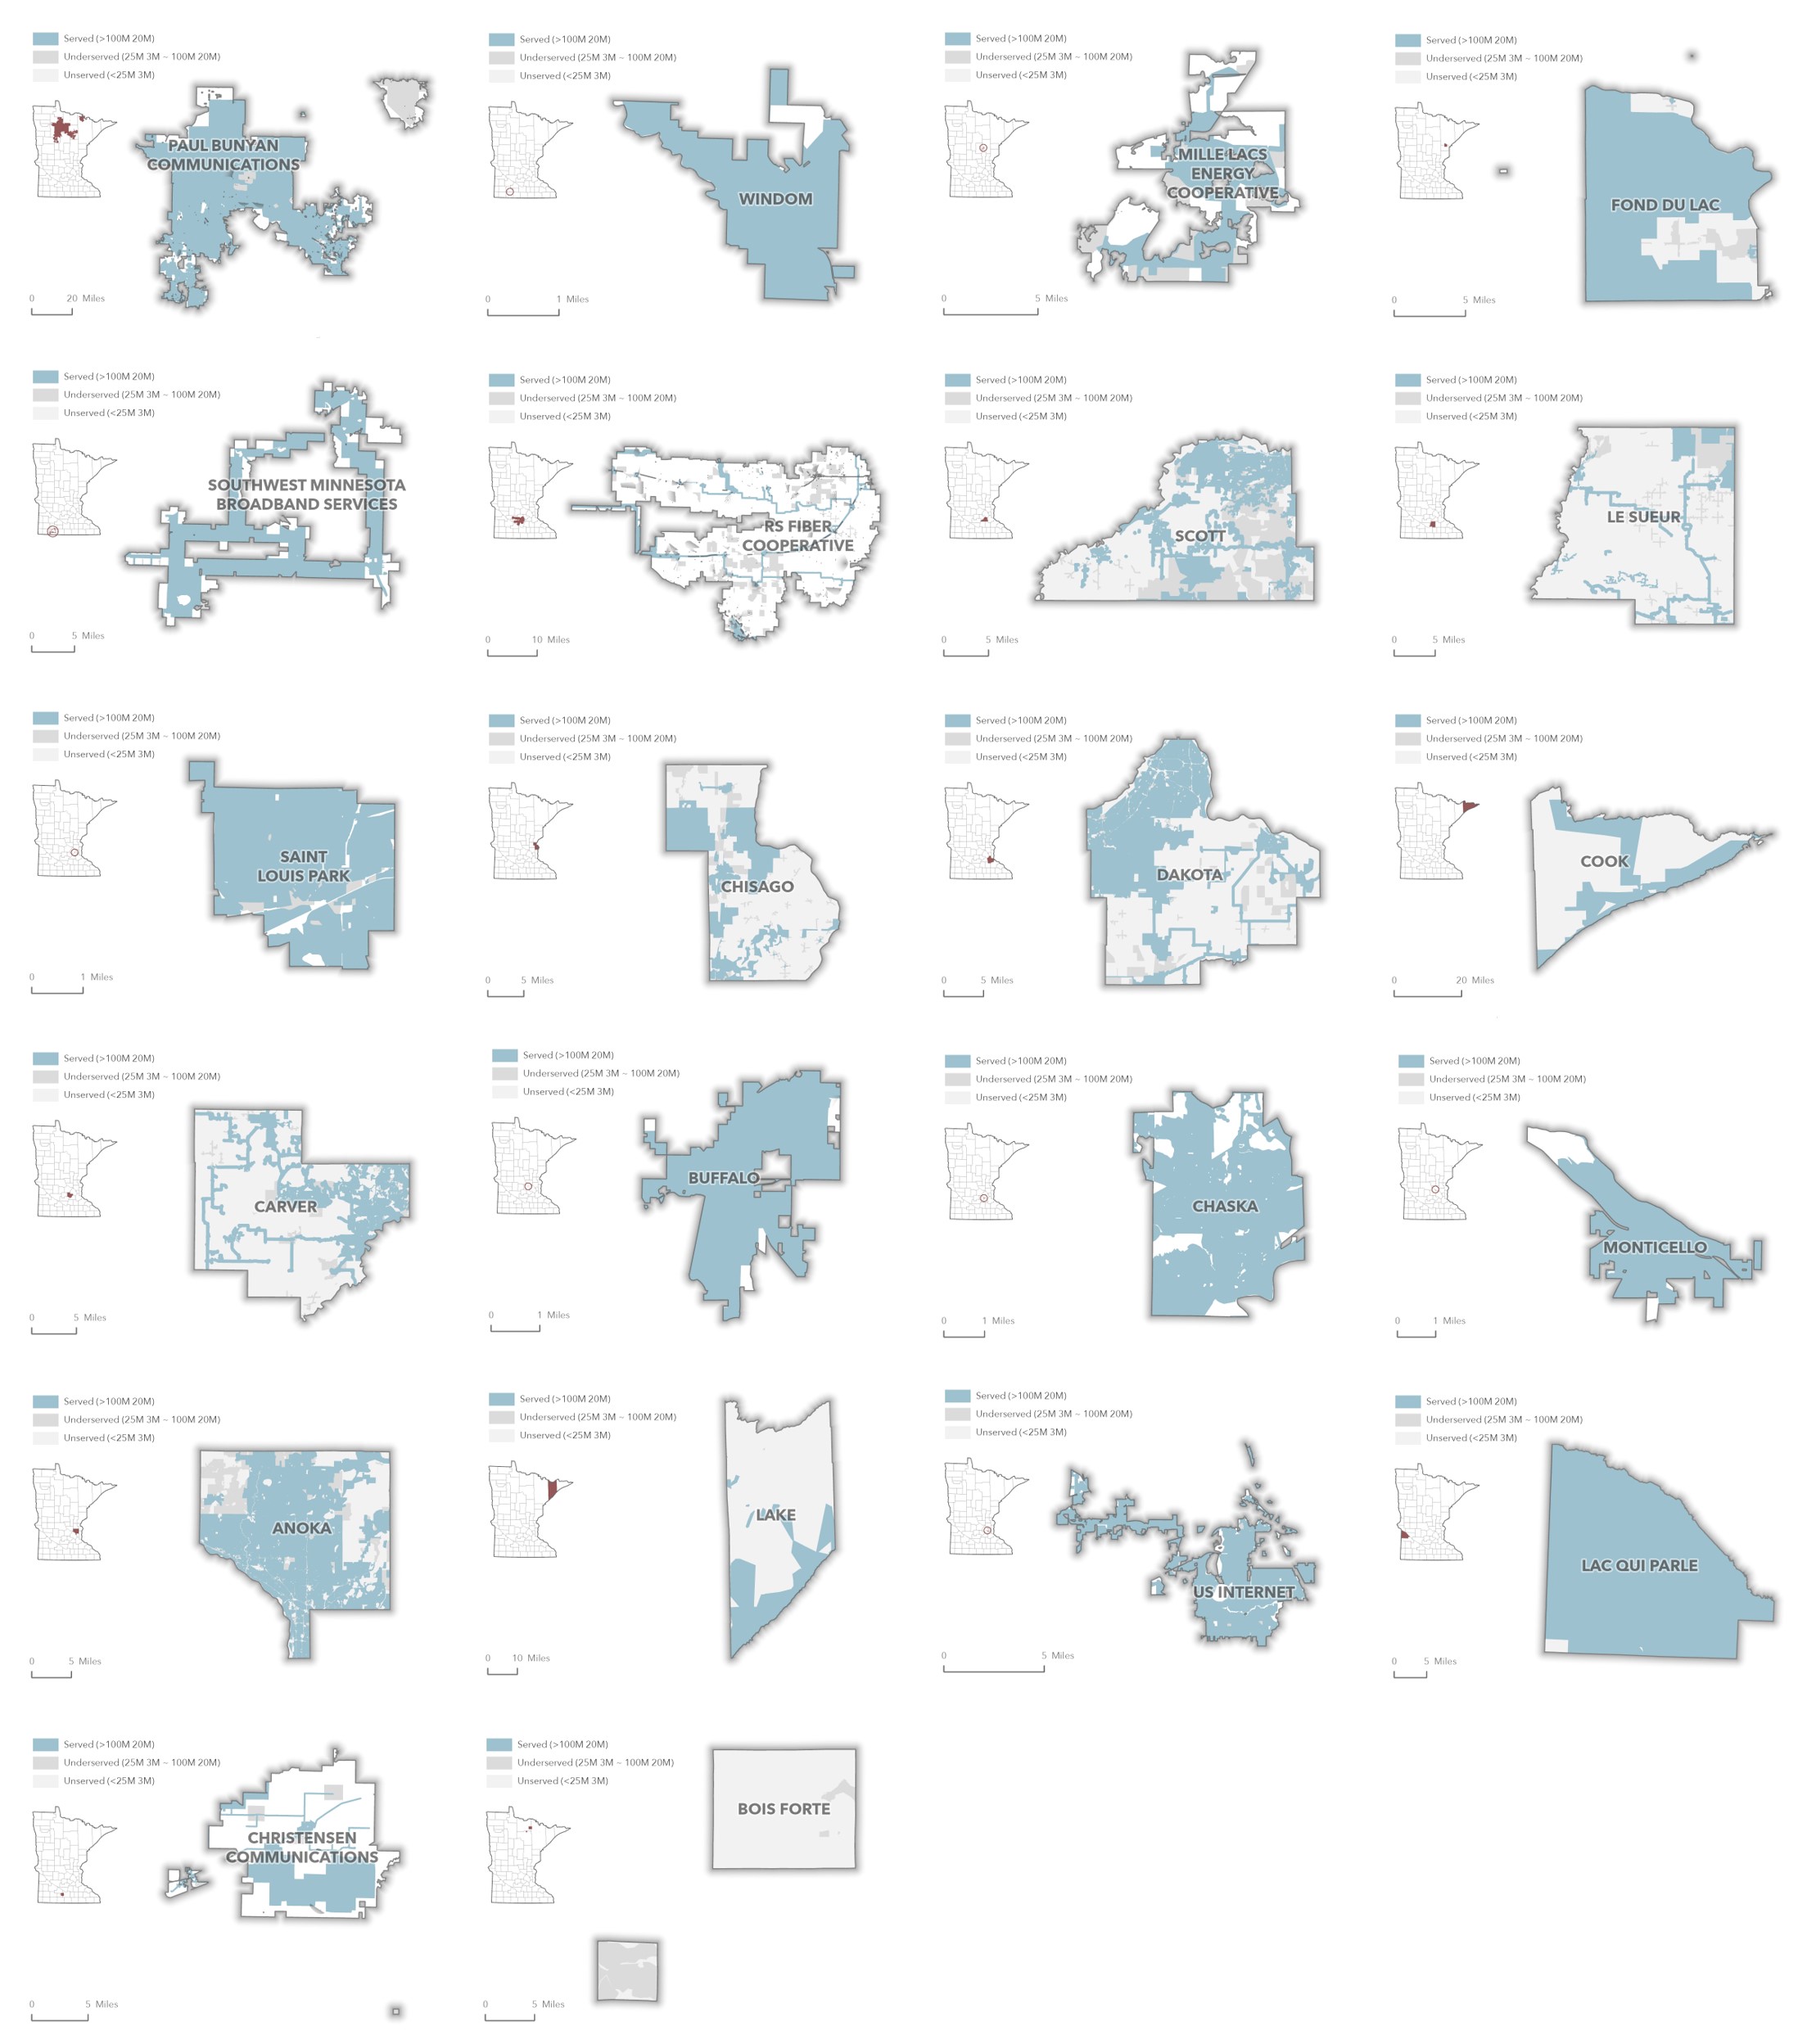 Served (>100M 20M)
Underserved (25M 3M ~ 100M 20M)
Unserved (<25M 3M)
PAUL BUNYAN
COMMUNICATIONS
0 20 Miles
Served (>100M 20M)
Underserved (25M 3M ~ 100M 20M)
Unserved (<25M 3M)
WINDOM
0 1 Miles
Served (>100M 20M)
Underserved (25M 3M ~ 100M 20M)
Unserved (<25M 3M)
MILLE LACS
ENERGY
COOPERATIVE
0 5 Miles
Served (>100M 20M)
Underserved (25M 3M ~ 100M 20M)
Unserved (<25M 3M)
FOND DU LAC
0 5 Miles
Served (>100M 20M)
Underserved (25M 3M ~ 100M 20M)
Unserved (<25M 3M)
SOUTHWEST MINNESOTA
BROADBAND SERVICES
0 5 Miles
Served (>100M 20M)
Underserved (25M 3M ~ 100M 20M)
Unserved (<25M 3M)
RS FIBER
COOPERATIVE
0 10 Miles
Served (>100M 20M)
Underserved (25M 3M ~ 100M 20M)
Unserved (<25M 3M)
SCOTT
0 5 Miles
Served (>100M 20M)
Underserved (25M 3M ~ 100M 20M)
Unserved (<25M 3M)
LE SUEUR
0 5 Miles
Served (>100M 20M)
Underserved (25M 3M ~ 100M 20M)
Unserved (<25M 3M)
SAINT
LOUIS PARK
0 1 Miles
Served (>100M 20M)
Underserved (25M 3M ~ 100M 20M)
Unserved (<25M 3M)
CHISAGO
0 5 Miles
Served (>100M 20M)
Underserved (25M 3M ~ 100M 20M)
Unserved (<25M 3M)
DAKOTA
0 5 Miles
Served (>100M 20M)
Underserved (25M 3M ~ 100M 20M)
Unserved (<25M 3M)
COOK
0 20 Miles
Served (>100M 20M)
Underserved (25M 3M ~ 100M 20M)
Unserved (<25M 3M)
CARVER
0 5 Miles
Served (>100M 20M)
Underserved (25M 3M ~ 100M 20M)
Unserved (<25M 3M)
BUFFALO
0 1 Miles
Served (>100M 20M)
Underserved (25M 3M ~ 100M 20M)
Unserved (<25M 3M)
CHASKA
0 1 Miles
Served (>100M 20M)
Underserved (25M 3M ~ 100M 20M)
Unserved (<25M 3M)
MONTICELLO
0 1 Miles
Served (>100M 20M)
Underserved (25M 3M ~ 100M 20M)
Unserved (<25M 3M)
ANOKA
0 5 Miles
Served (>100M 20M)
Underserved (25M 3M ~ 100M 20M)
Unserved (<25M 3M)
LAKE
0 10 Miles
Served (>100M 20M)
Underserved (25M 3M ~ 100M 20M)
Unserved (<25M 3M)
US INTERNET
0 5 Miles
Served (>100M 20M)
Underserved (25M 3M ~ 100M 20M)
Unserved (<25M 3M)
LAC QUI PARLE
0 5 Miles
Served (>100M 20M)
Underserved (25M 3M ~ 100M 20M)
Unserved (<25M 3M)
CHRISTENSEN
COMMUNICATIONS
0 5 Miles
Served (>100M 20M)
Underserved (25M 3M ~ 100M 20M)
Unserved (<25M 3M)
BOIS FORTE
0 5 Miles